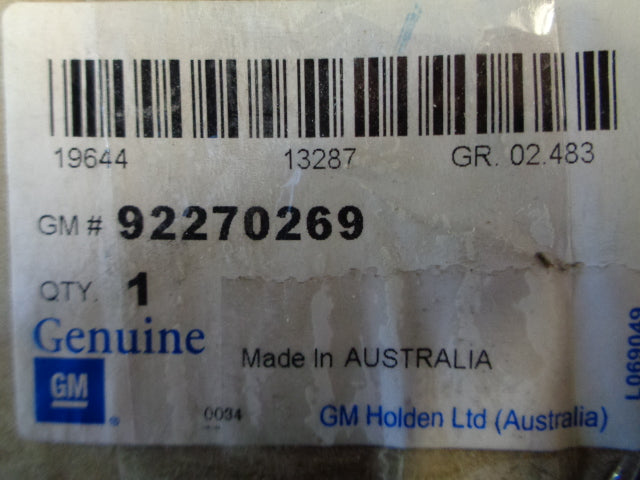 19644 13287 GR. 02.483
GM # 92270269
QTY. 1
Genuine
GM ®
Made In AUSTRALIA
0034
GM Holden Ltd (Australia)
L069049